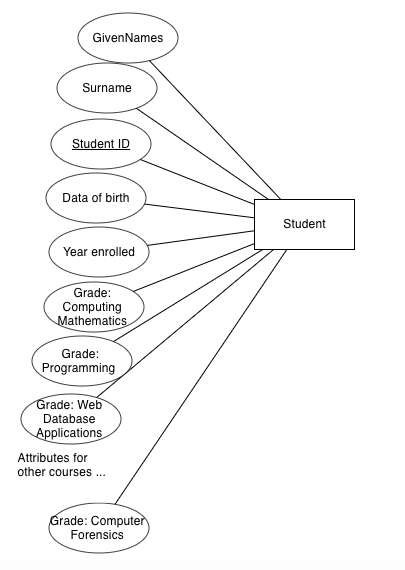 GivenNames
Surname
Student ID
Data of birth
Year enrolled
Student
Grade:
Computing
Mathematics
Grade:
Programming
Grade: Web
Database
Applications
Attributes for
other courses ...
Grade: Computer
Forensics